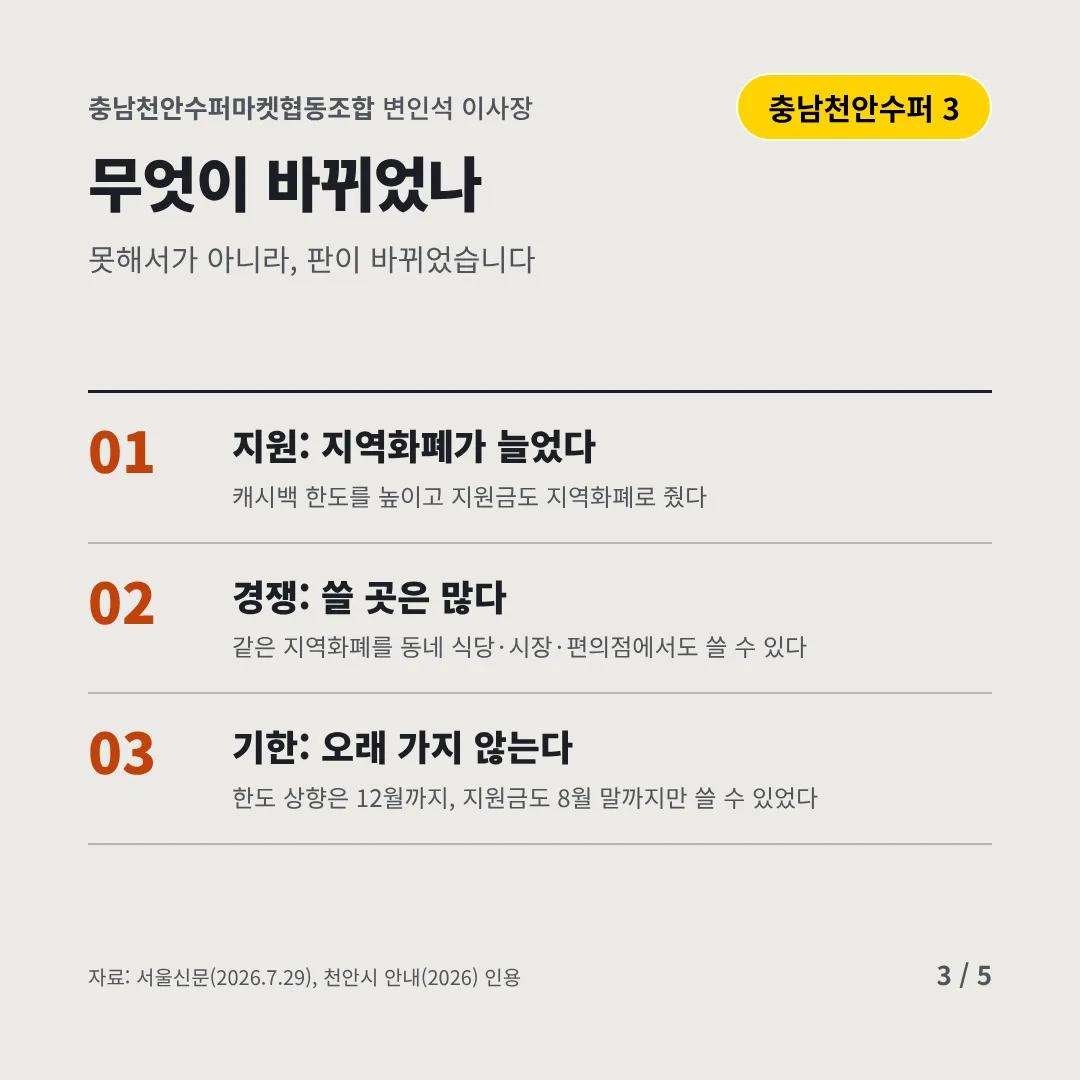 충남천안수퍼마켓협동조합 변인석 이사장
충남천안수퍼 3
무엇이 바뀌었나
못해서가 아니라, 판이 바뀌었습니다
01
지원: 지역화폐가 늘었다
캐시백 한도를 높이고 지원금도 지역화폐로 줬다
02
경쟁: 쓸 곳은 많다
같은 지역화폐를 동네 식당·시장·편의점에서도 쓸 수 있다
03
기한: 오래 가지 않는다
한도 상향은 12월까지, 지원금도 8월 말까지만 쓸 수 있었다
자료: 서울신문(2026.7.29), 천안시 안내(2026) 인용
3 / 5